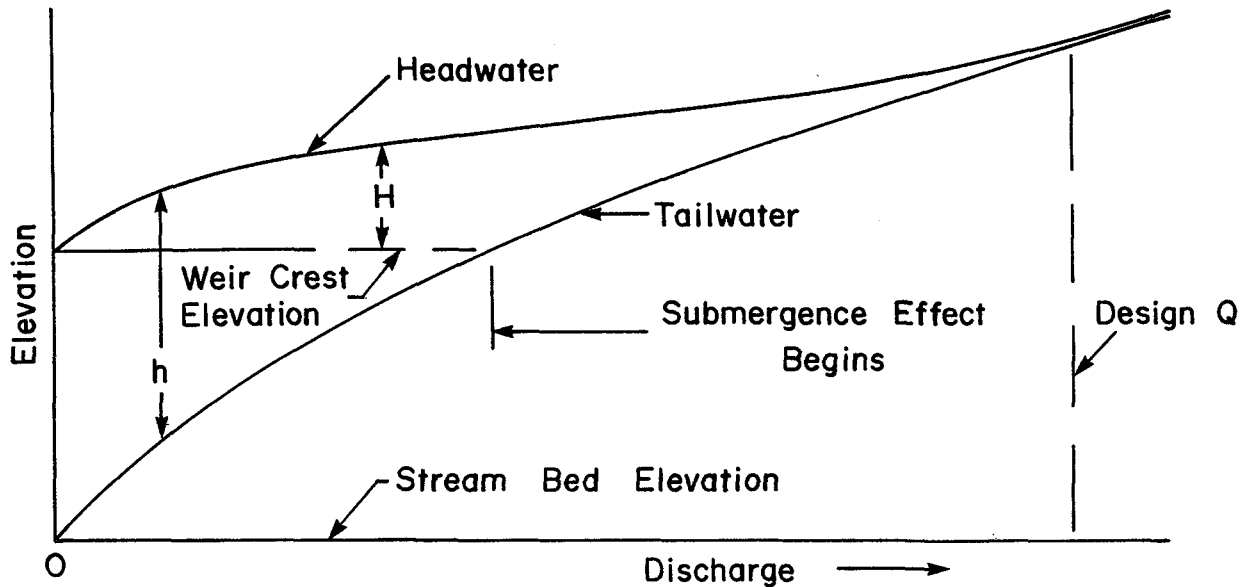 Headwater
H
Tailwater
Weir Crest
Elevation
Submergence Effect
Begins
Design Q
h
Elevation
Stream Bed Elevation
O
Discharge